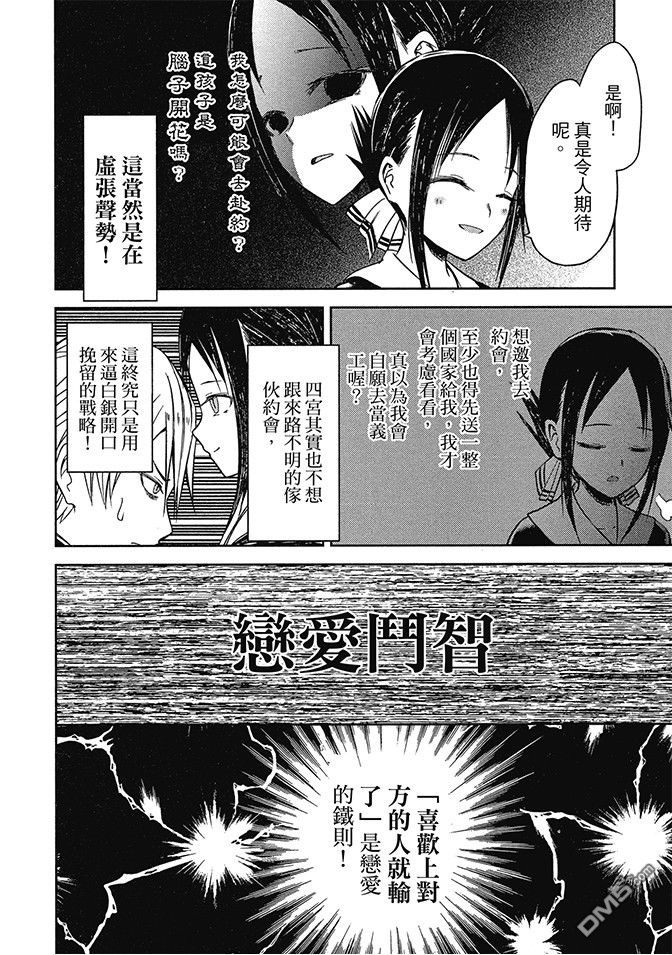 是啊！
真是令人期待
呢。
我怎麼可能會去赴約？
這孩子是
腦子開花嗎？
這當然是在
虛張聲勢！
想邀我去
約會，
至少也得先送一整
個國家給我，我才
會考慮看看，
真以為我會
自願去當義
工喔？
四宮其實也不想
跟來路不明的傢
伙約會，
這終究只是用
來逼白銀開口
挽留的戰略！
戀愛鬥智
「喜歡上對
方的人就輸
了」是戀愛
的鐵則！